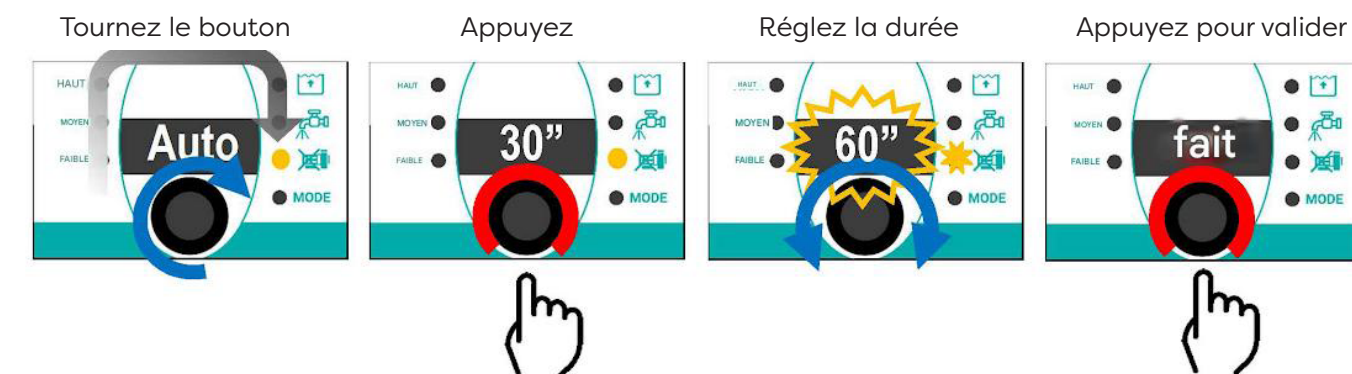 Tournez le bouton
HAUT
MOYEN
FAIBLE
Auto
MODE
Appuyez
HAUT
MOYEN
FAIBLE
30”
MODE
Réglez la durée
HAUT
MOYEN
FAIBLE
60”
MODE
Appuyez pour valider
HAUT
MOYEN
FAIBLE
fait
MODE